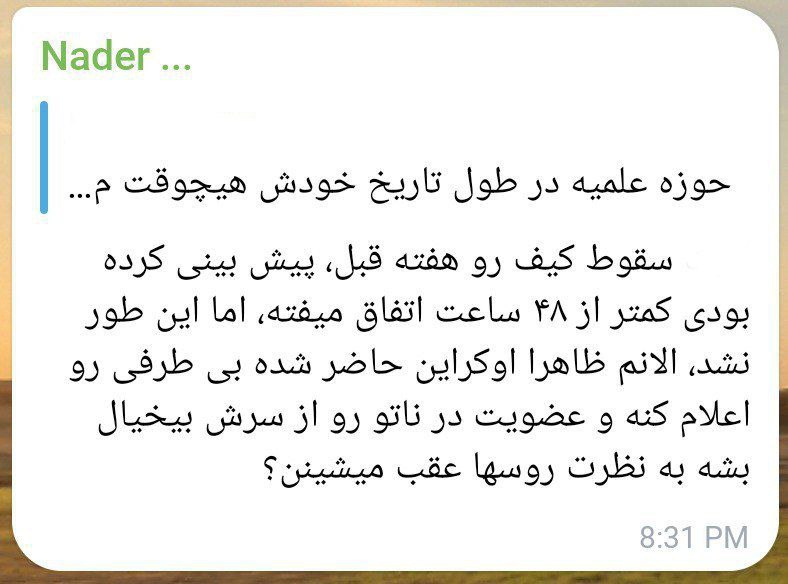 Nader ...
حوزه علمیه در طول تاریخ خودش هیچوقت م...
سقوط کیف رو هفته قبل، پیش بینی کرده
بودی کمتر از ۴۸ ساعت اتفاق میفته، اما این طور
نشد، الانم ظاهرا اوکراین حاضر شده بی طرفی رو
اعلام کنه و عضویت در ناتو رو از سرش بیخیال
بشه به نظرت روسها عقب میشینن؟
8:31 PM